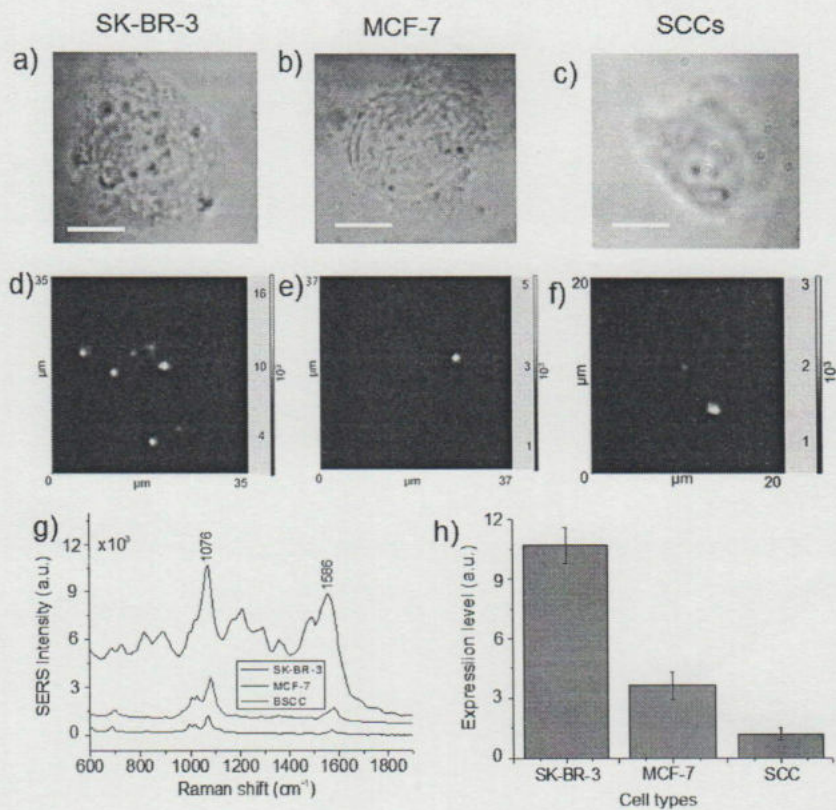 SK-BR-3 MCF-7 SCCs
a) b) c)
d) 35 16 10 4 10³ µm 0 µm 35
e) 37 5 3 1 10³ µm 0 µm 37
f) 20 3 2 1 10³ µm 0 µm 20
g)
x10³
12
9
6
3
0
SERS Intensity (a.u.)
1076
1586
SK-BR-3
MCF-7
BSCC
600 1000 1200 1400 1600 1800
Raman shift (cm⁻¹)
h)
12
9
6
3
0
Expression level (a.u.)
SK-BR-3 MCF-7 SCC
Cell types